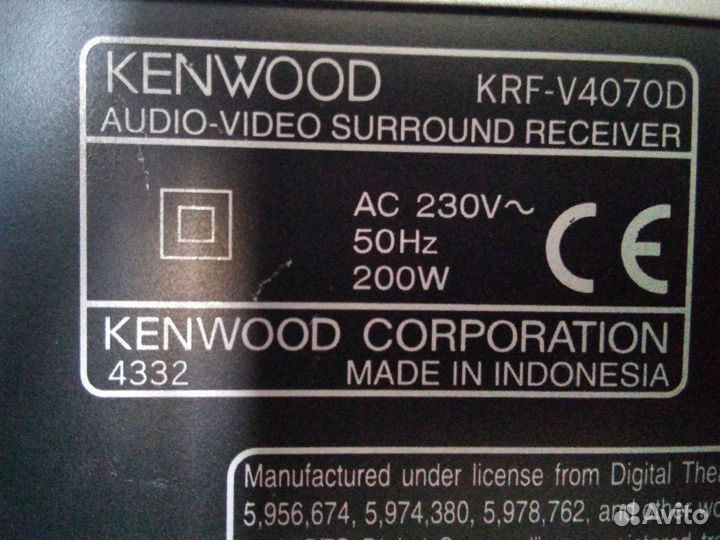 KENWOOD KRF-V4070D
AUDIO-VIDEO SURROUND RECEIVER
AC 230V~
50Hz
200W
CE
KENWOOD CORPORATION
4332 MADE IN INDONESIA
Manufactured under license from Digital The
5,956,674, 5,974,380, 5,978,762, and other wo
Avito